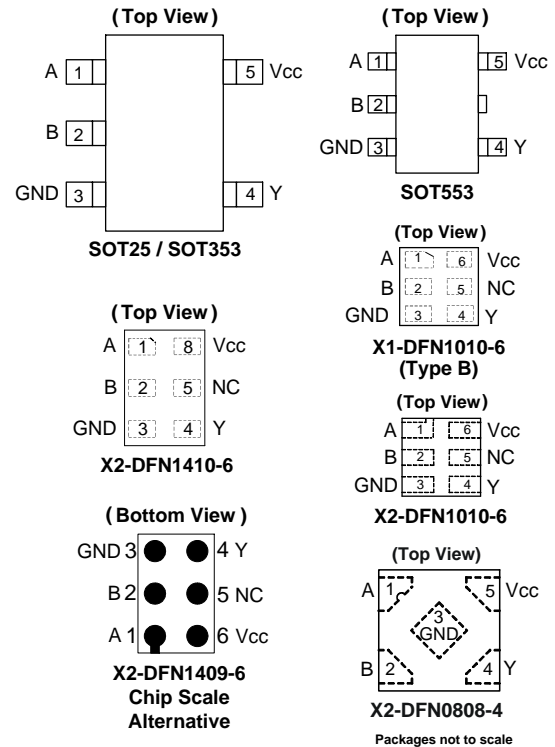 (Top View)
A 1 5 Vcc
B 2
GND 3 4 Y
SOT25 / SOT353
(Top View)
A 1 5 Vcc
B 2
GND 3 4 Y
SOT553
(Top View)
A 1 6 Vcc
B 2 5 NC
GND 3 4 Y
X1-DFN1010-6
(Type B)
(Top View)
A 1 8 Vcc
B 2 5 NC
GND 3 4 Y
X2-DFN1410-6
(Top View)
A 1 6 Vcc
B 2 5 NC
GND 3 4 Y
X2-DFN1010-6
(Bottom View)
GND 3 4 Y
B 2 5 NC
A 1 6 Vcc
X2-DFN1409-6
Chip Scale
Alternative
(Top View)
A 1 5 Vcc
3
GND
B 2 4 Y
X2-DFN0808-4
Packages not to scale